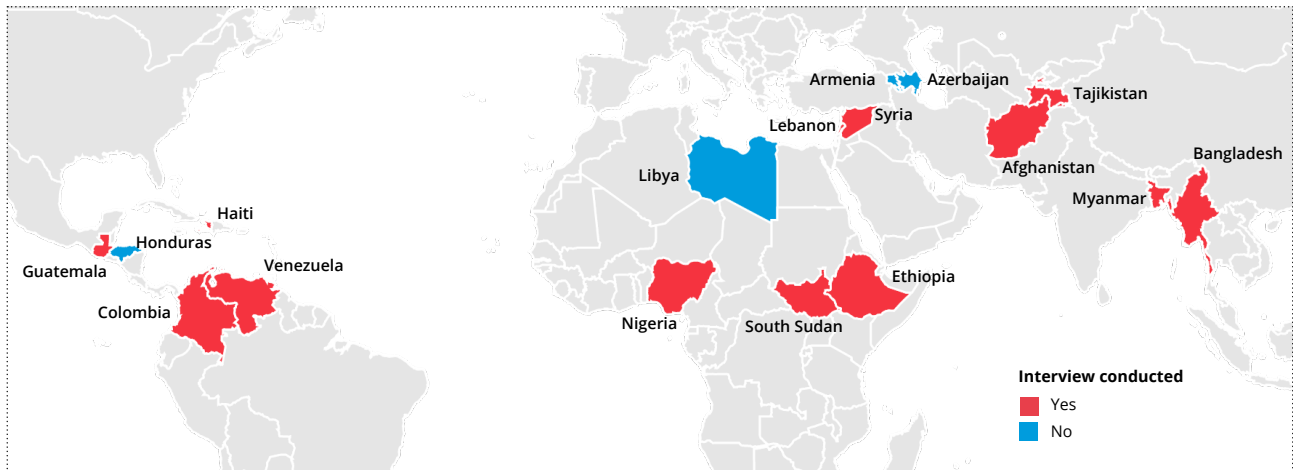 Armenia
Azerbaijan
Tajikistan
Lebanon
Syria
Bangladesh
Afghanistan
Libya
Myanmar
Haiti
Honduras
Guatemala
Venezuela
Ethiopia
Colombia
Nigeria
South Sudan
Interview conducted
Yes
No